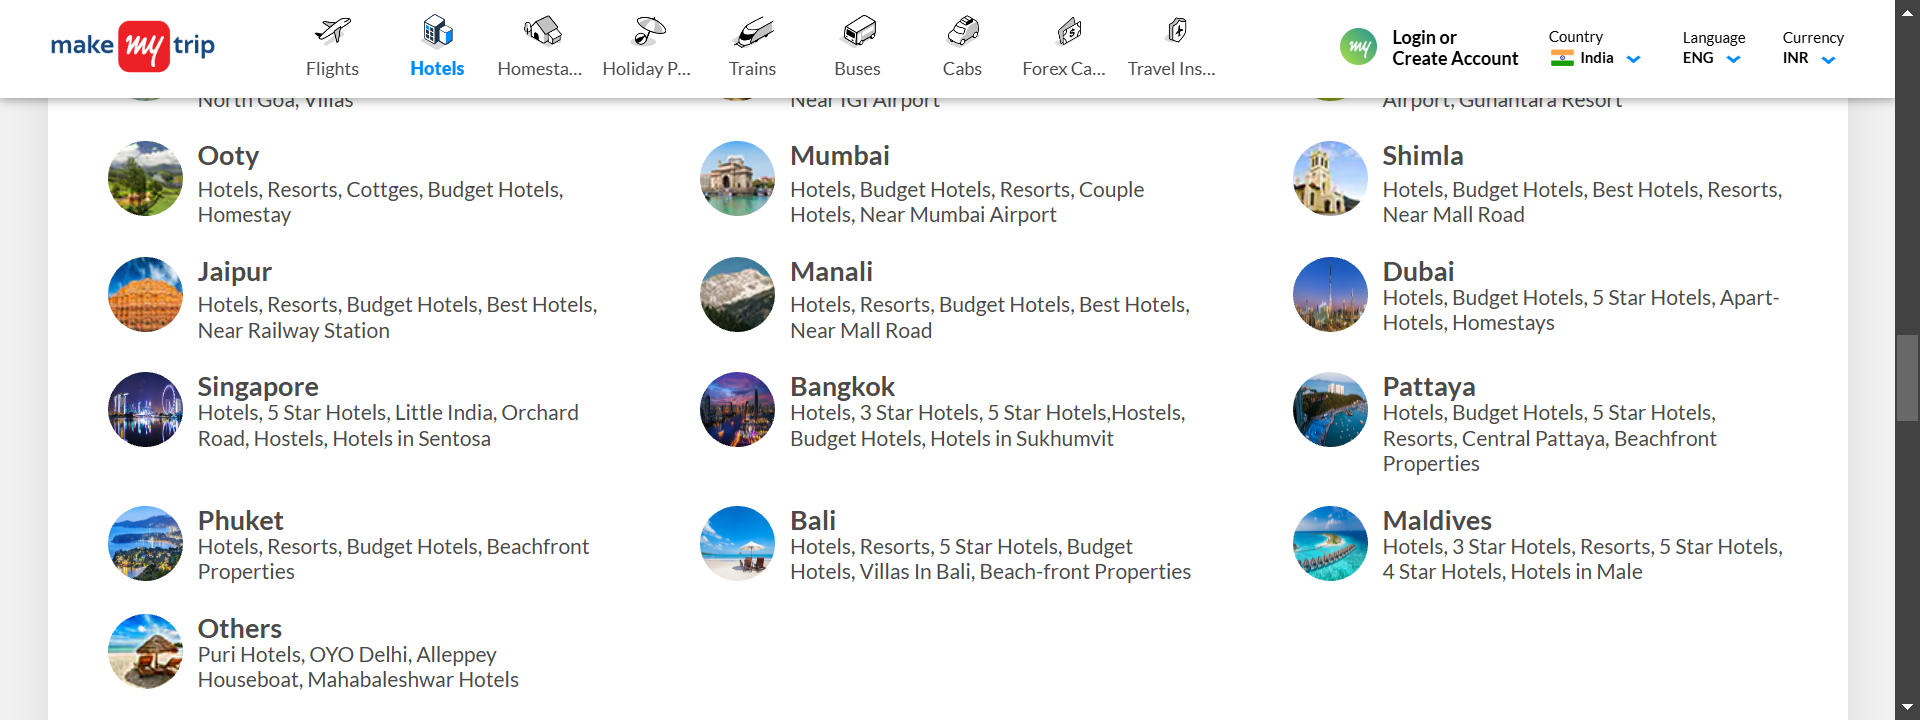 make my trip
Flights
Hotels
Homesta...
Holiday P...
Trains
Buses
Cabs
Forex Ca...
Travel Ins...
my
Login or
Create Account
Country
India
Language
ENG
Currency
INR
North Goa, Villas
Near IGI Airport
Airport, Gunantara Resort
Ooty
Hotels, Resorts, Cottges, Budget Hotels,
Homestay
Mumbai
Hotels, Budget Hotels, Resorts, Couple
Hotels, Near Mumbai Airport
Shimla
Hotels, Budget Hotels, Best Hotels, Resorts,
Near Mall Road
Jaipur
Hotels, Resorts, Budget Hotels, Best Hotels,
Near Railway Station
Manali
Hotels, Resorts, Budget Hotels, Best Hotels,
Near Mall Road
Dubai
Hotels, Budget Hotels, 5 Star Hotels, Apart-
Hotels, Homestays
Singapore
Hotels, 5 Star Hotels, Little India, Orchard
Road, Hostels, Hotels in Sentosa
Bangkok
Hotels, 3 Star Hotels, 5 Star Hotels,Hostels,
Budget Hotels, Hotels in Sukhumvit
Pattaya
Hotels, Budget Hotels, 5 Star Hotels,
Resorts, Central Pattaya, Beachfront
Properties
Phuket
Hotels, Resorts, Budget Hotels, Beachfront
Properties
Bali
Hotels, Resorts, 5 Star Hotels, Budget
Hotels, Villas In Bali, Beach-front Properties
Maldives
Hotels, 3 Star Hotels, Resorts, 5 Star Hotels,
4 Star Hotels, Hotels in Male
Others
Puri Hotels, OYO Delhi, Alleppey
Houseboat, Mahabaleshwar Hotels